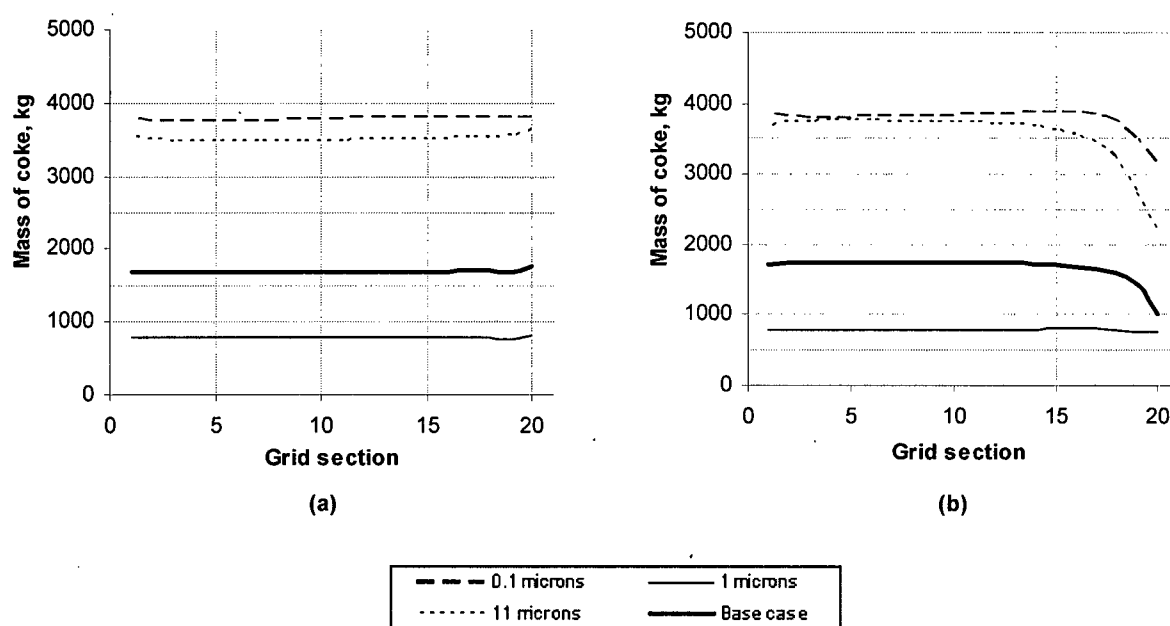 5000
4000
3000
2000
1000
0
Mass of coke, kg
0 5 10 15 20
Grid section
(a)
5000
4000
3000
2000
1000
0
Mass of coke, kg
0 5 10 15 20
Grid section
(b)
0.1 microns 1 microns
11 microns Base case